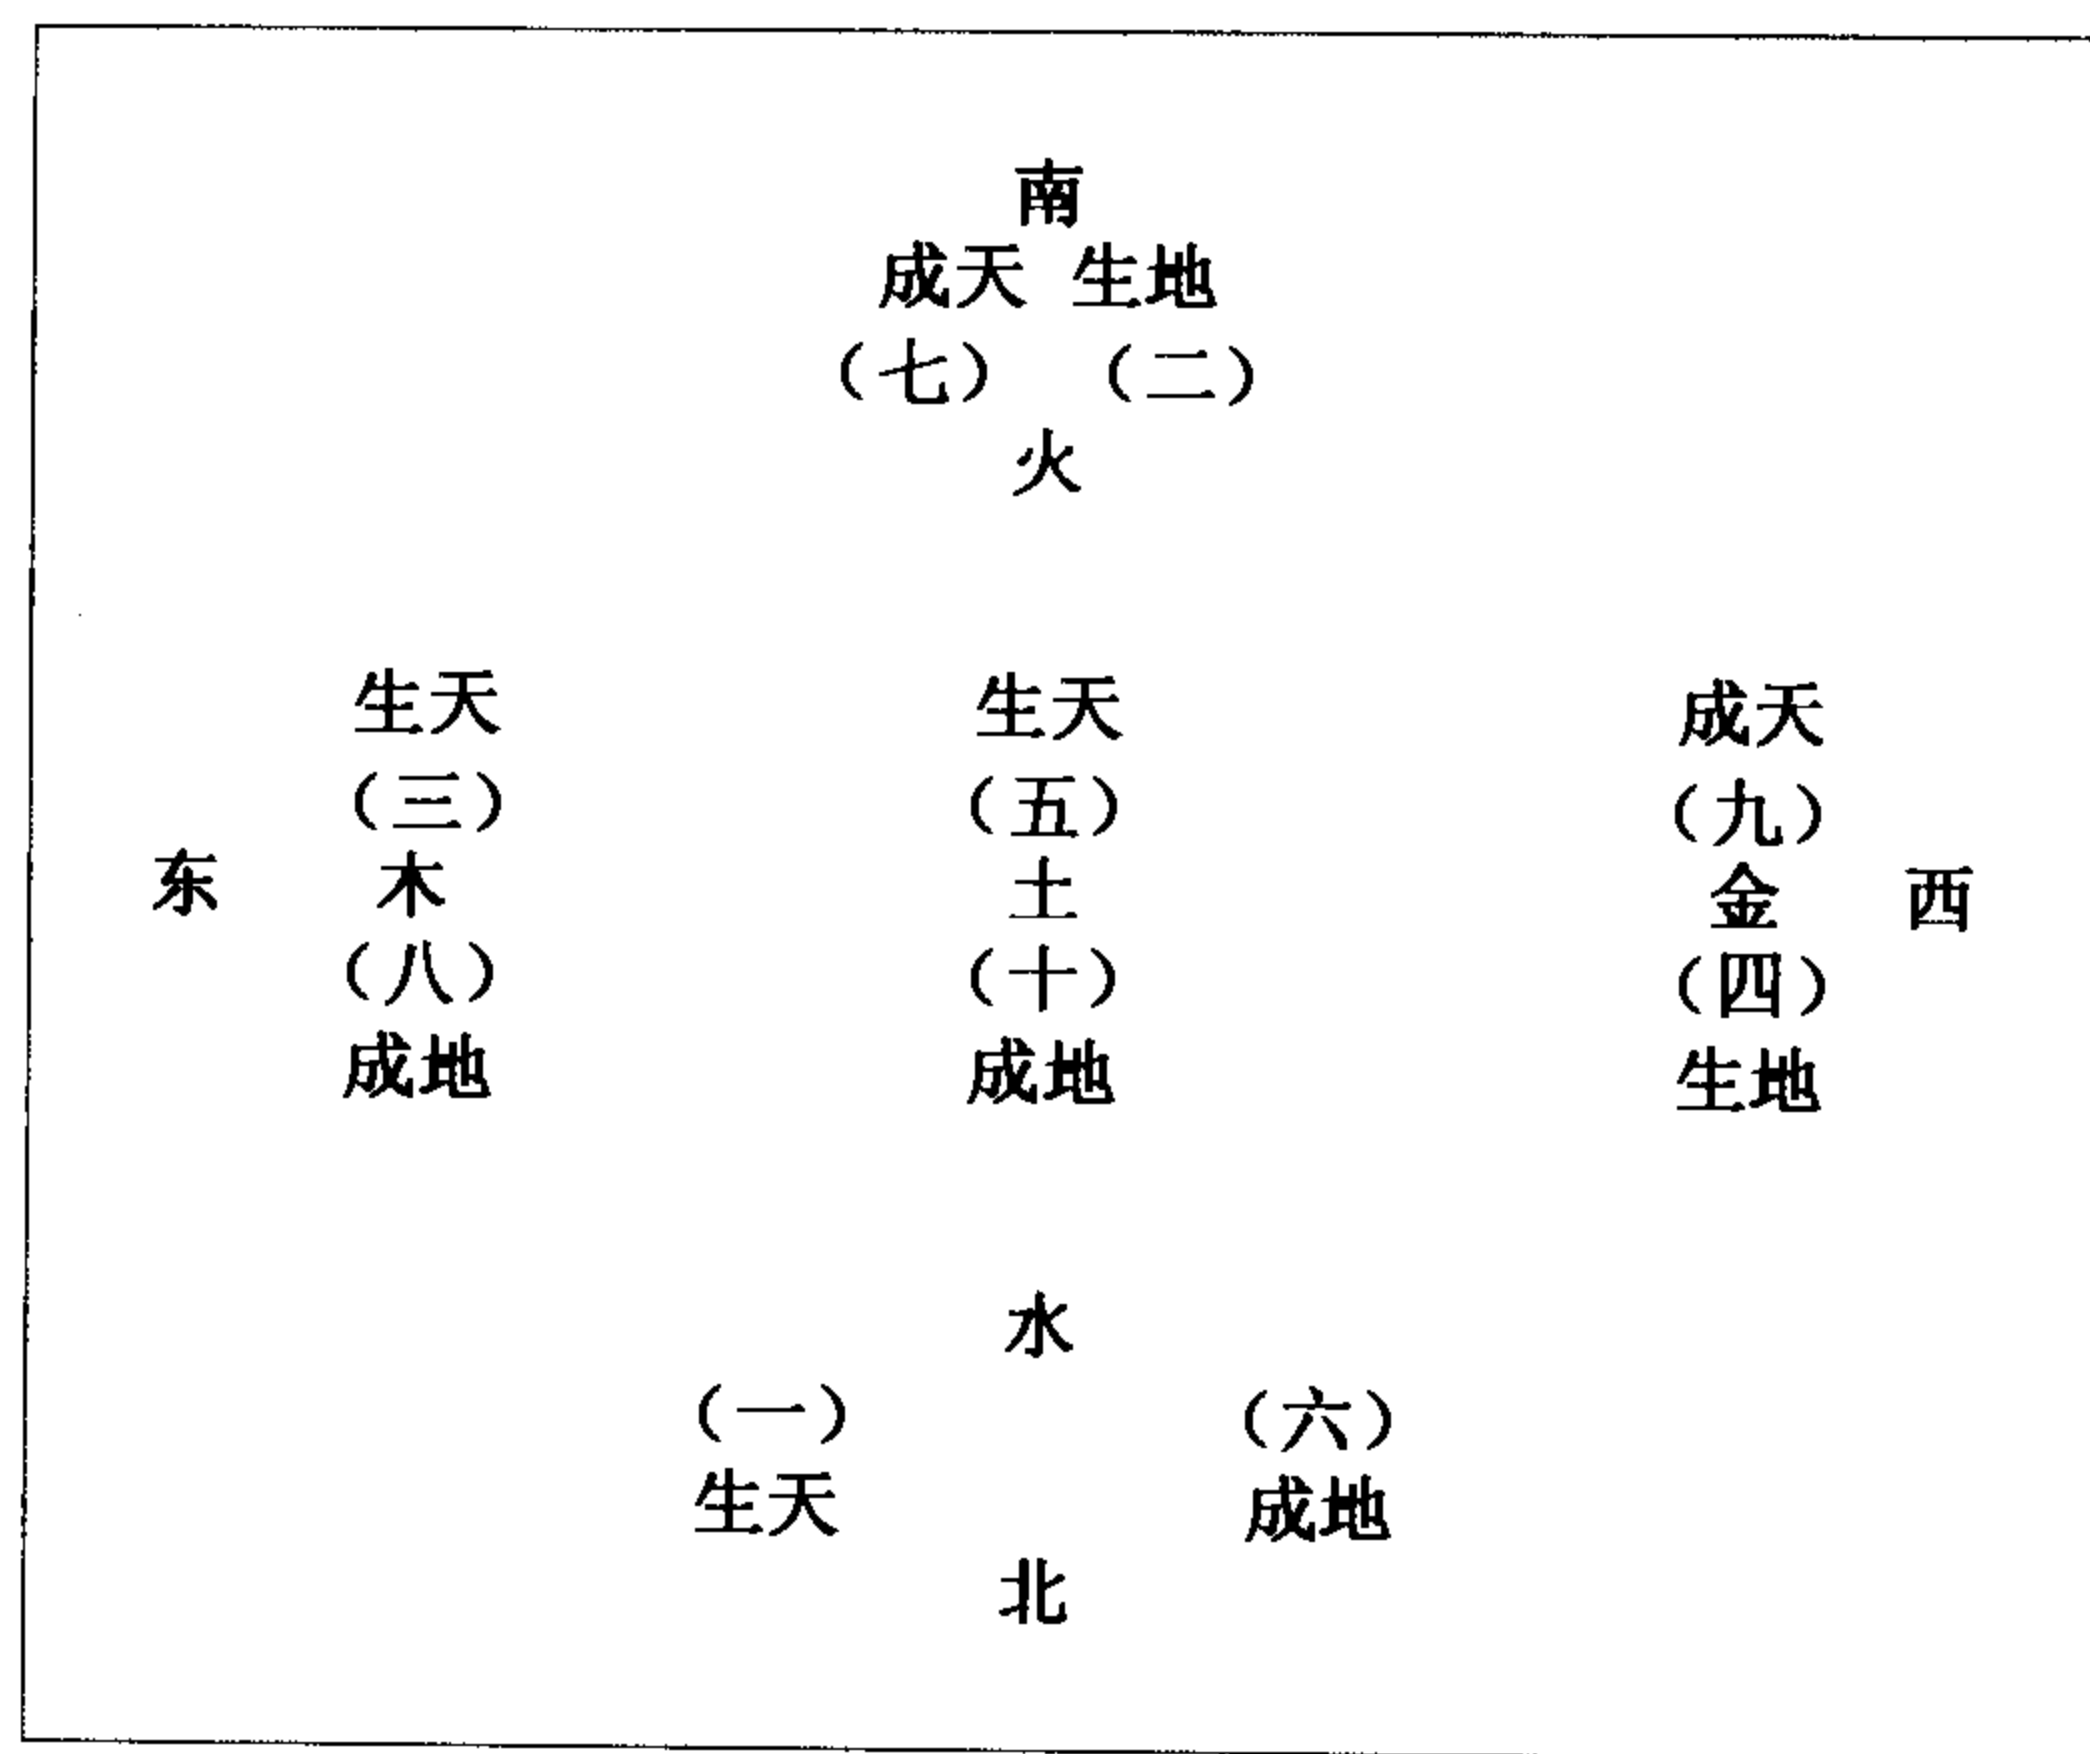 南
成天 生地
（七） （二）
火
生天 生天 成天
（三） （五） （九）
东 木 土 金 西
（八） （十） （四）
成地 成地 生地
水
（一） （六）
生天 成地
北